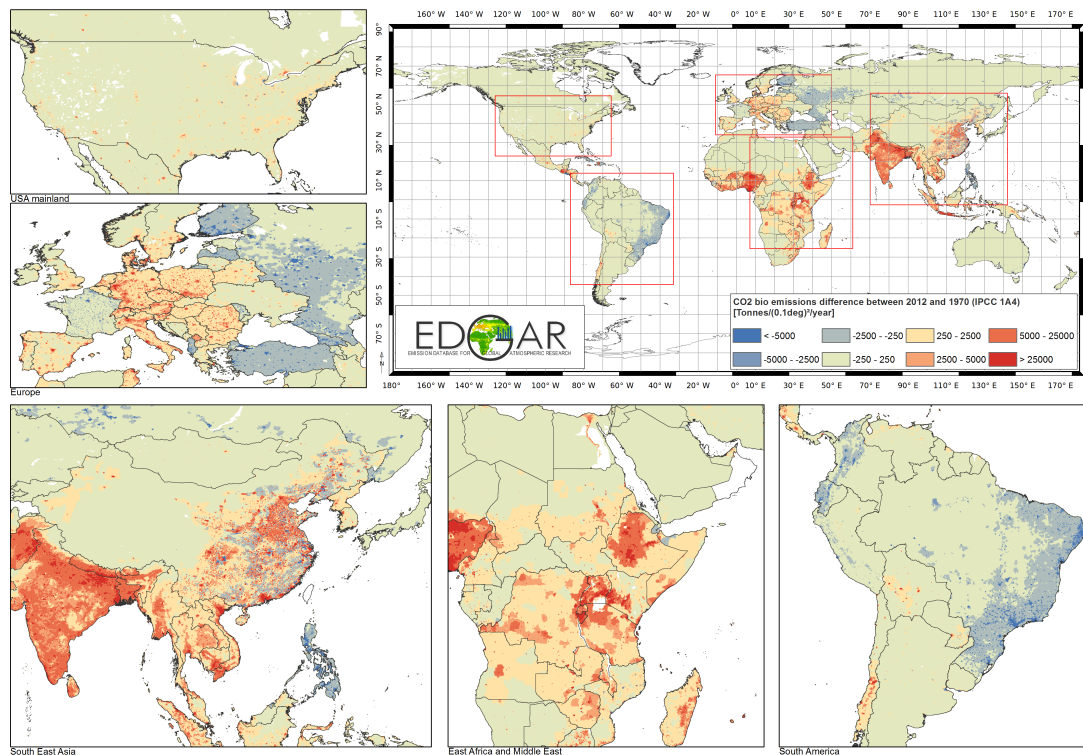 160° W 140° W 120° W 100° W 80° W 60° W 40° W 20° W 0° E 10° E 30° E 50° E 70° E 90° E 110° E 130° E 150° E 170° E
90°
70° N
50° N
30° N
10° N
10° S
30° S
50° S
70° S
USA mainland
Europe
CO2 bio emissions difference between 2012 and 1970 (IPCC 1A4)
[Tonnes/(0.1deg)²/year]
< -5000 -2500 - -250 250 - 2500 5000 - 25000
-5000 - -2500 -250 - 250 2500 - 5000 > 25000
EDGAR
EMISSION DATABASE FOR GLOBAL ATMOSPHERIC RESEARCH
180° 160° W 140° W 120° W 100° W 80° W 60° W 40° W 20° W 0° E 10° E 30° E 50° E 70° E 90° E 110° E 130° E 150° E 170° E
South East Asia
East Africa and Middle East
South America